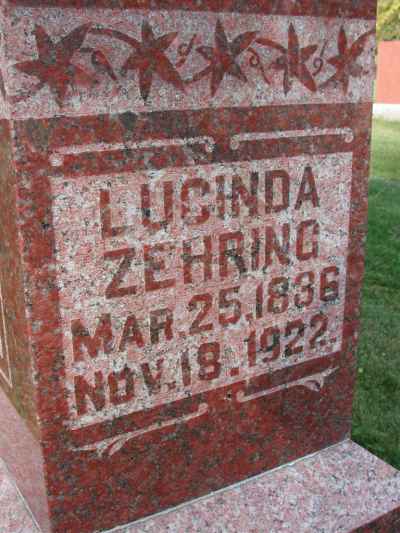 LUCINDA
ZEHRING
MAR. 25, 1836
NOV. 18. 1922.